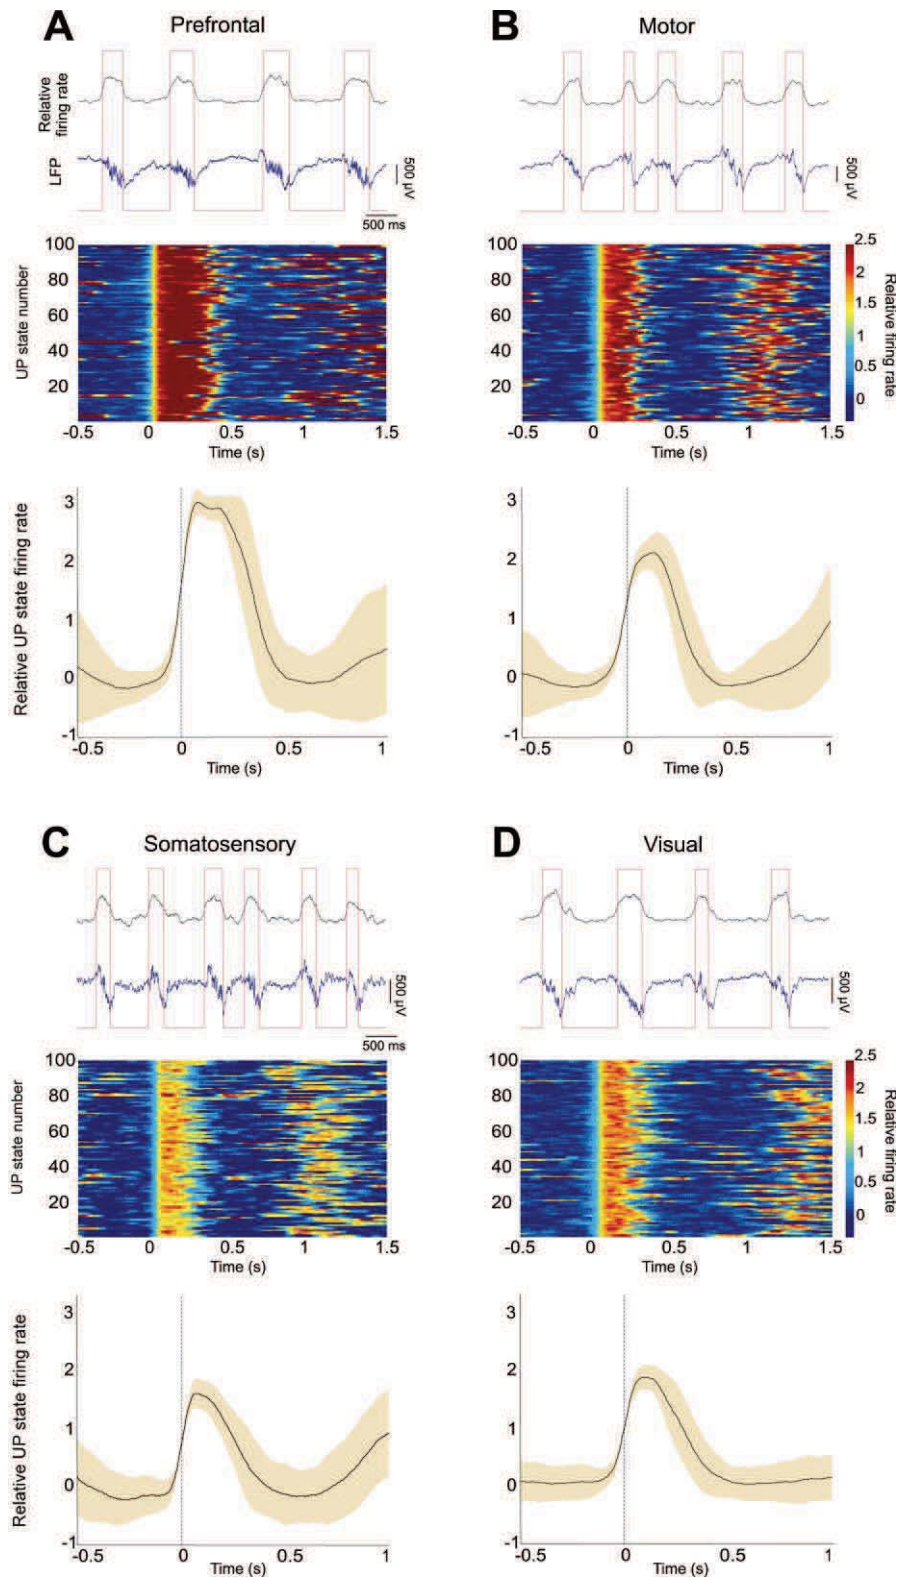 A Prefrontal
Relative
firing rate
LFP
500 µV
500 ms
UP state number
100
80
60
40
20
-0.5 0 0.5 1 1.5
Time (s)
Relative UP state firing rate
3
2
1
0
-1
-0.5 0 0.5 1
Time (s)
B Motor
500 µV
100
80
60
40
20
-0.5 0 0.5 1 1.5
Time (s)
2.5
2
1.5
1
0.5
0
Relative firing rate
3
2
1
0
-1
-0.5 0 0.5 1
Time (s)
C Somatosensory
500 µV
500 ms
UP state number
100
80
60
40
20
-0.5 0 0.5 1 1.5
Time (s)
Relative UP state firing rate
3
2
1
0
-1
-0.5 0 0.5 1
Time (s)
D Visual
500 µV
100
80
60
40
20
-0.5 0 0.5 1 1.5
Time (s)
2.5
2
1.5
1
0.5
0
Relative firing rate
3
2
1
0
-1
-0.5 0 0.5 1
Time (s)